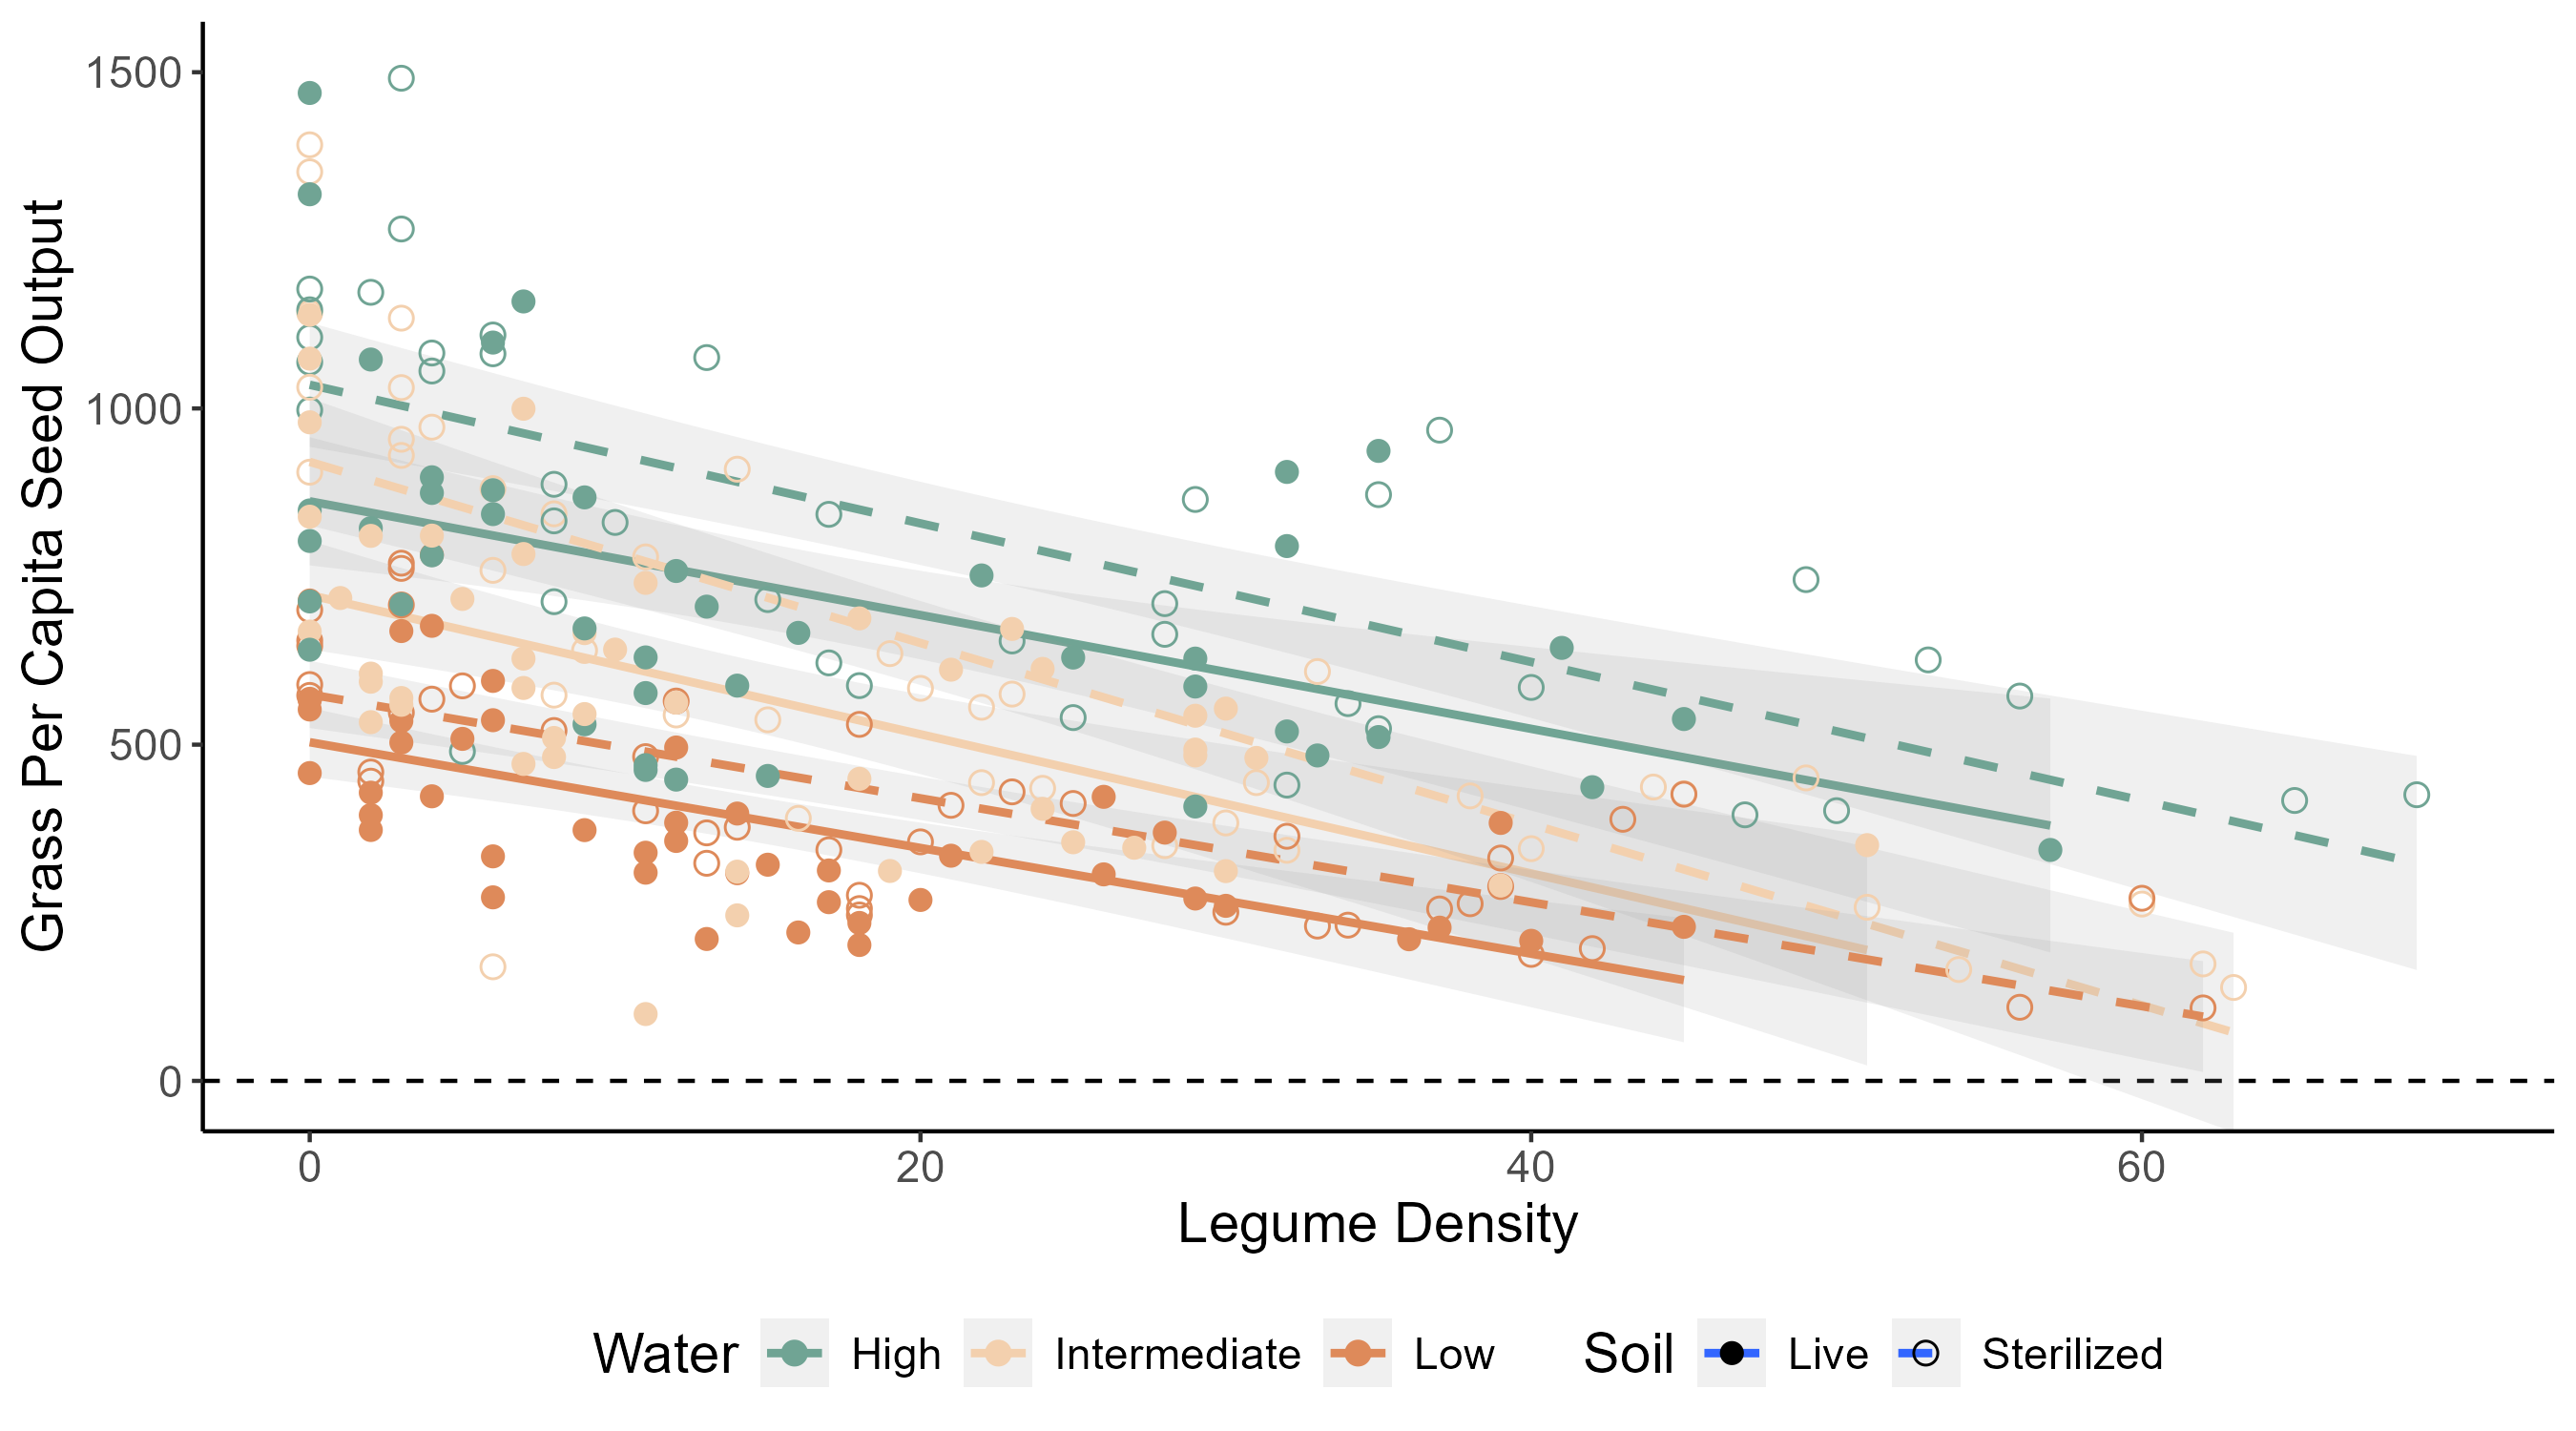 1500
1000
500
0
Grass Per Capita Seed Output
0 20 40 60
Legume Density
Water High Intermediate Low Soil Live Sterilized